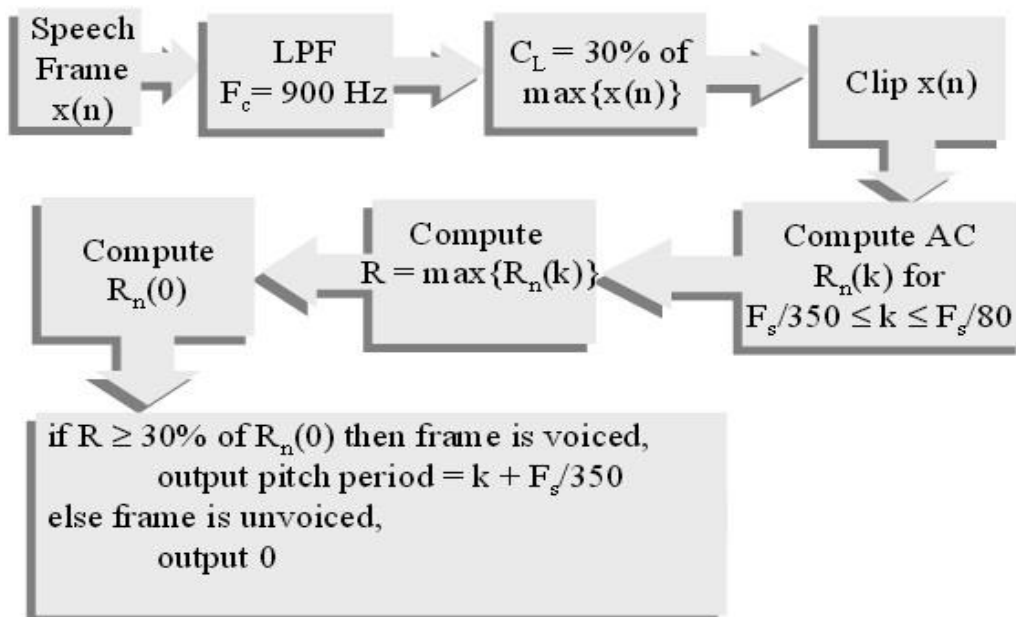 Speech
Frame
x(n)
LPF
F_c = 900 Hz
C_L = 30% of
max{x(n)}
Clip x(n)
Compute AC
R_n(k) for
F_s/350 ≤ k ≤ F_s/80
Compute
R = max{R_n(k)}
Compute
R_n(0)
if R ≥ 30% of R_n(0) then frame is voiced,
output pitch period = k + F_s/350
else frame is unvoiced,
output 0